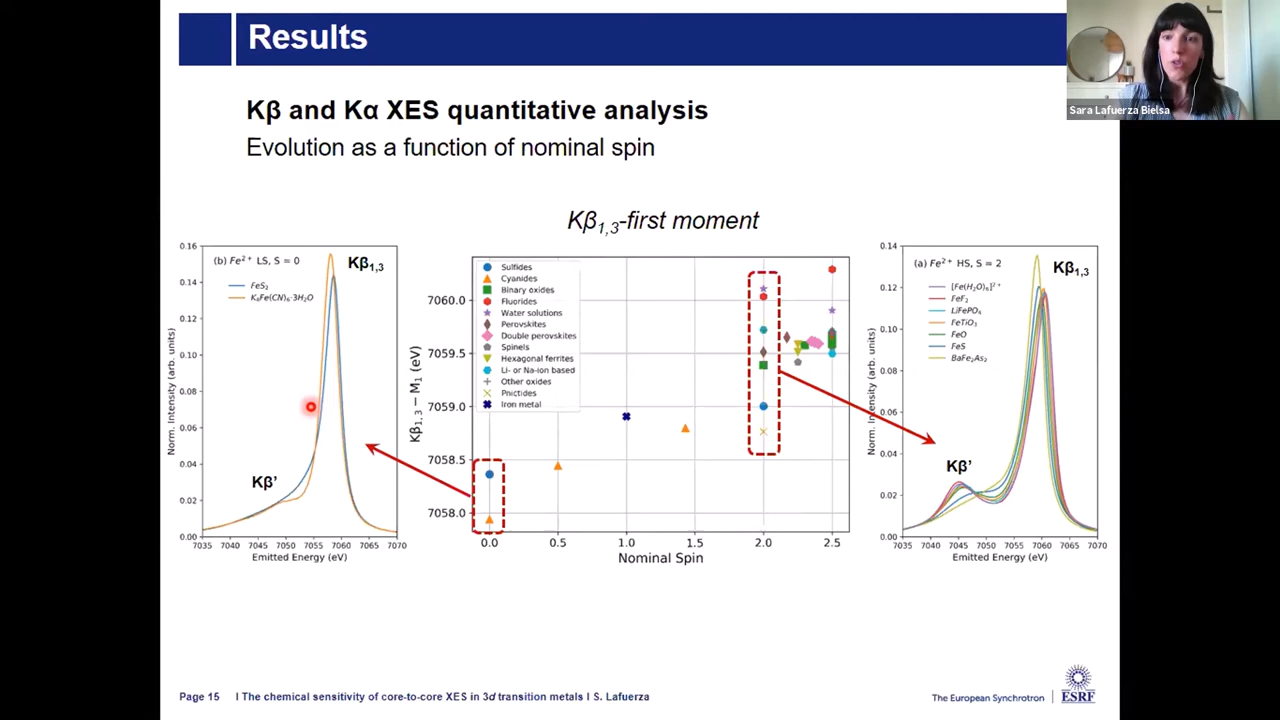 Results
Sara Lafuerza Bielsa
Kβ and Kα XES quantitative analysis
Evolution as a function of nominal spin
Kβ1,3-first moment
0.16
0.14
0.12
0.10
0.08
0.06
0.04
0.02
0.00
Norm. Intensity (arb. units)
(b) Fe2+ LS, S = 0
FeS2
K4Fe(CN)6·3H2O
Kβ1,3
Kβ'
7035 7040 7045 7050 7055 7060 7065 7070
Emitted Energy (eV)
Kβ1,3 − M1 (eV)
7060.0
7059.5
7059.0
7058.5
7058.0
Sulfides
Cyanides
Binary oxides
Fluorides
Water solutions
Perovskites
Double perovskites
Spinels
Hexagonal ferrites
Li- or Na-ion based
Other oxides
Pnictides
Iron metal
0.0 0.5 1.0 1.5 2.0 2.5
Nominal Spin
0.14
0.12
0.10
0.08
0.06
0.04
0.02
0.00
Norm. Intensity (arb. units)
(a) Fe2+ HS, S = 2
[Fe(H2O)6]2+
FeF2
LiFePO4
FeTiO3
FeO
FeS
BaFe2As2
Kβ1,3
Kβ'
7035 7040 7045 7050 7055 7060 7065 7070
Emitted Energy (eV)
Page 15 I The chemical sensitivity of core-to-core XES in 3d transition metals I S. Lafuerza
The European Synchrotron
ESRF